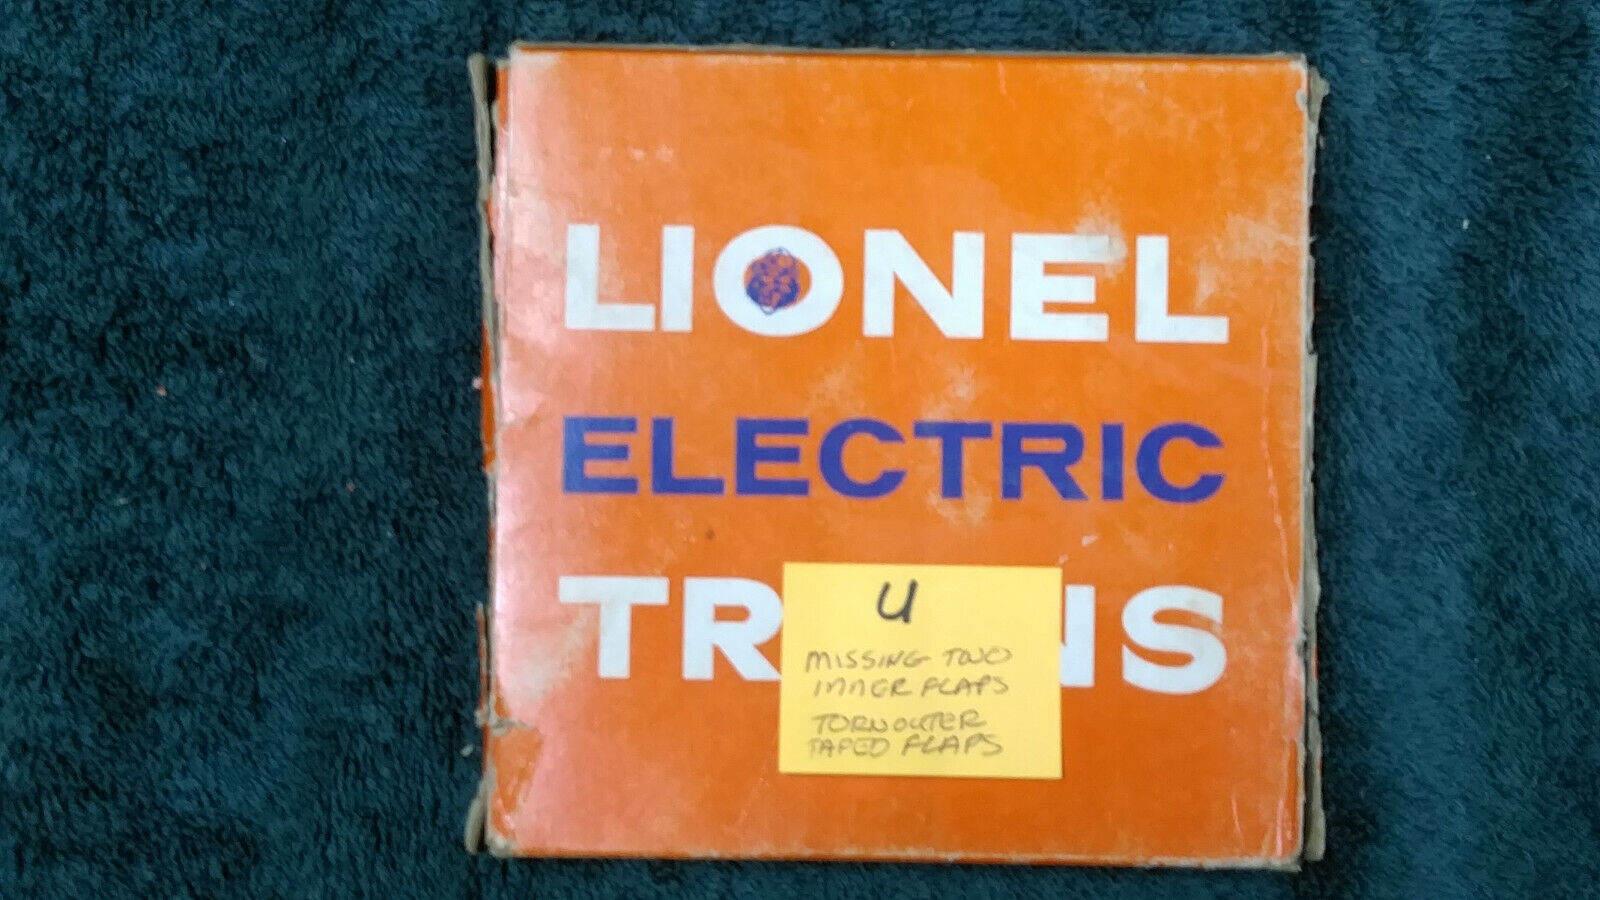 LIONEL
ELECTRIC
TR NS
U
MISSING TWO
INNER FLAPS
TORN OUTER
TAPED FLAPS